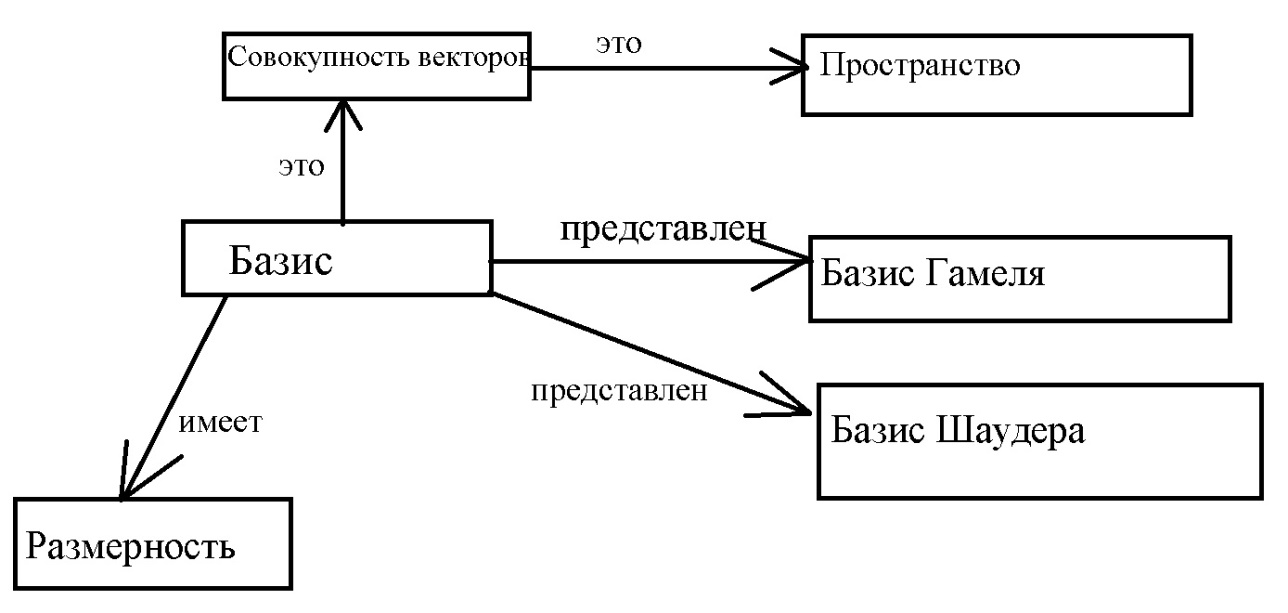 Совокупность векторов
это
Пространство
это
Базис
представлен
Базис Гамеля
представлен
Базис Шаудера
имеет
Размерность